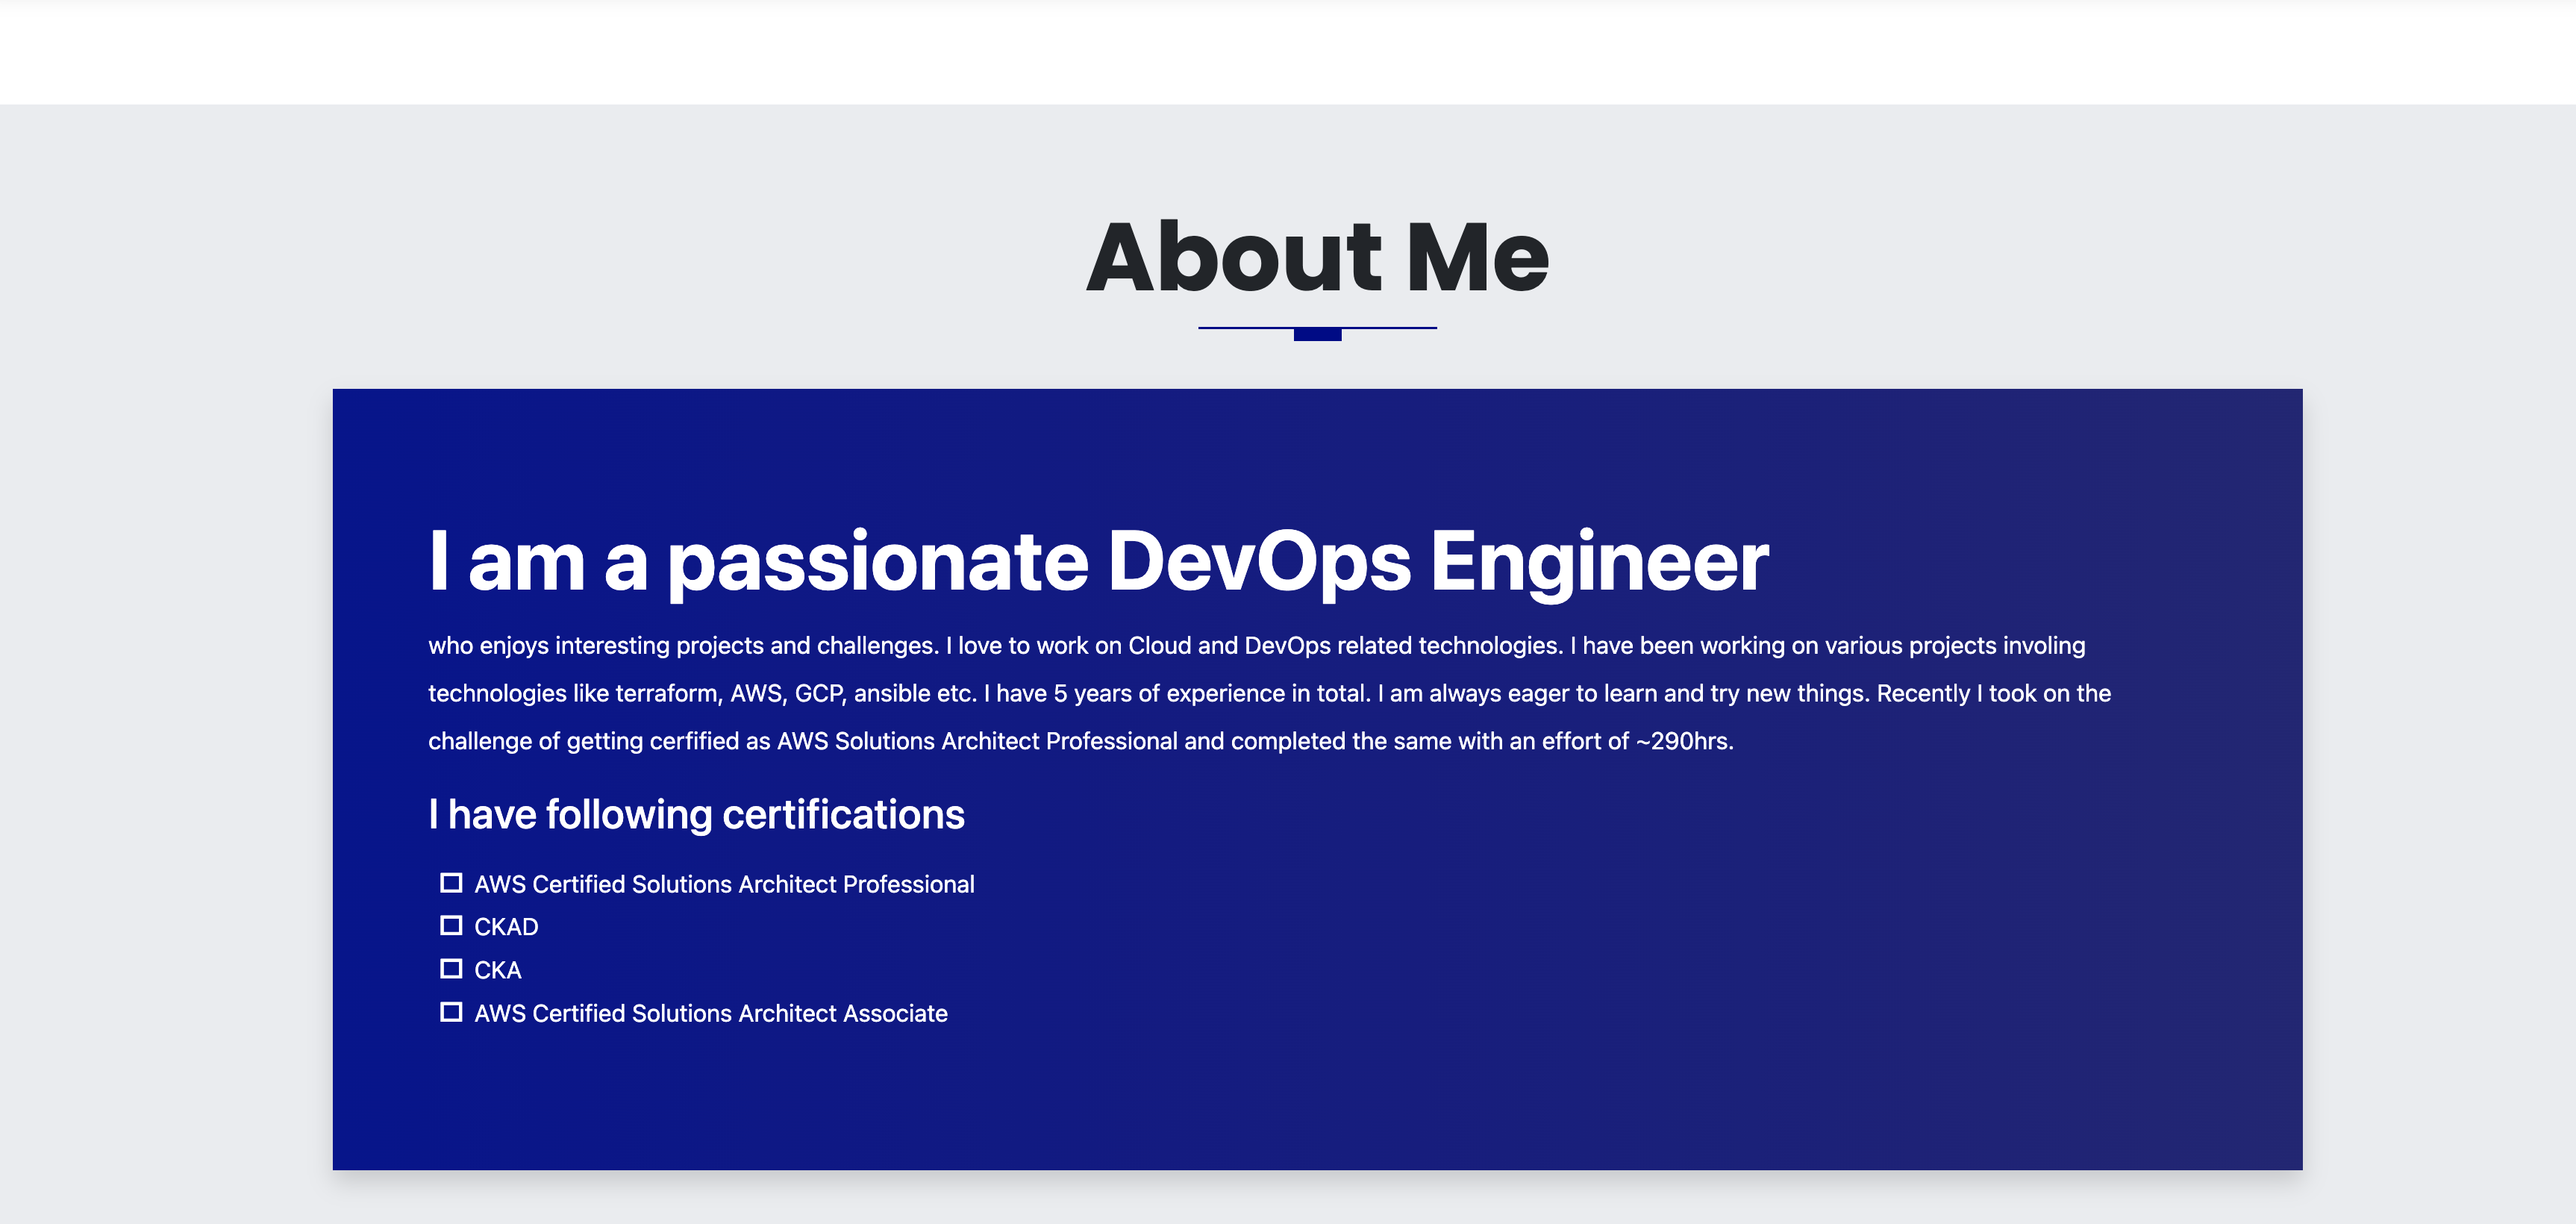 About Me
I am a passionate DevOps Engineer
who enjoys interesting projects and challenges. I love to work on Cloud and DevOps related technologies. I have been working on various projects involing
technologies like terraform, AWS, GCP, ansible etc. I have 5 years of experience in total. I am always eager to learn and try new things. Recently I took on the
challenge of getting cerfified as AWS Solutions Architect Professional and completed the same with an effort of ~290hrs.
I have following certifications
AWS Certified Solutions Architect Professional
CKAD
CKA
AWS Certified Solutions Architect Associate